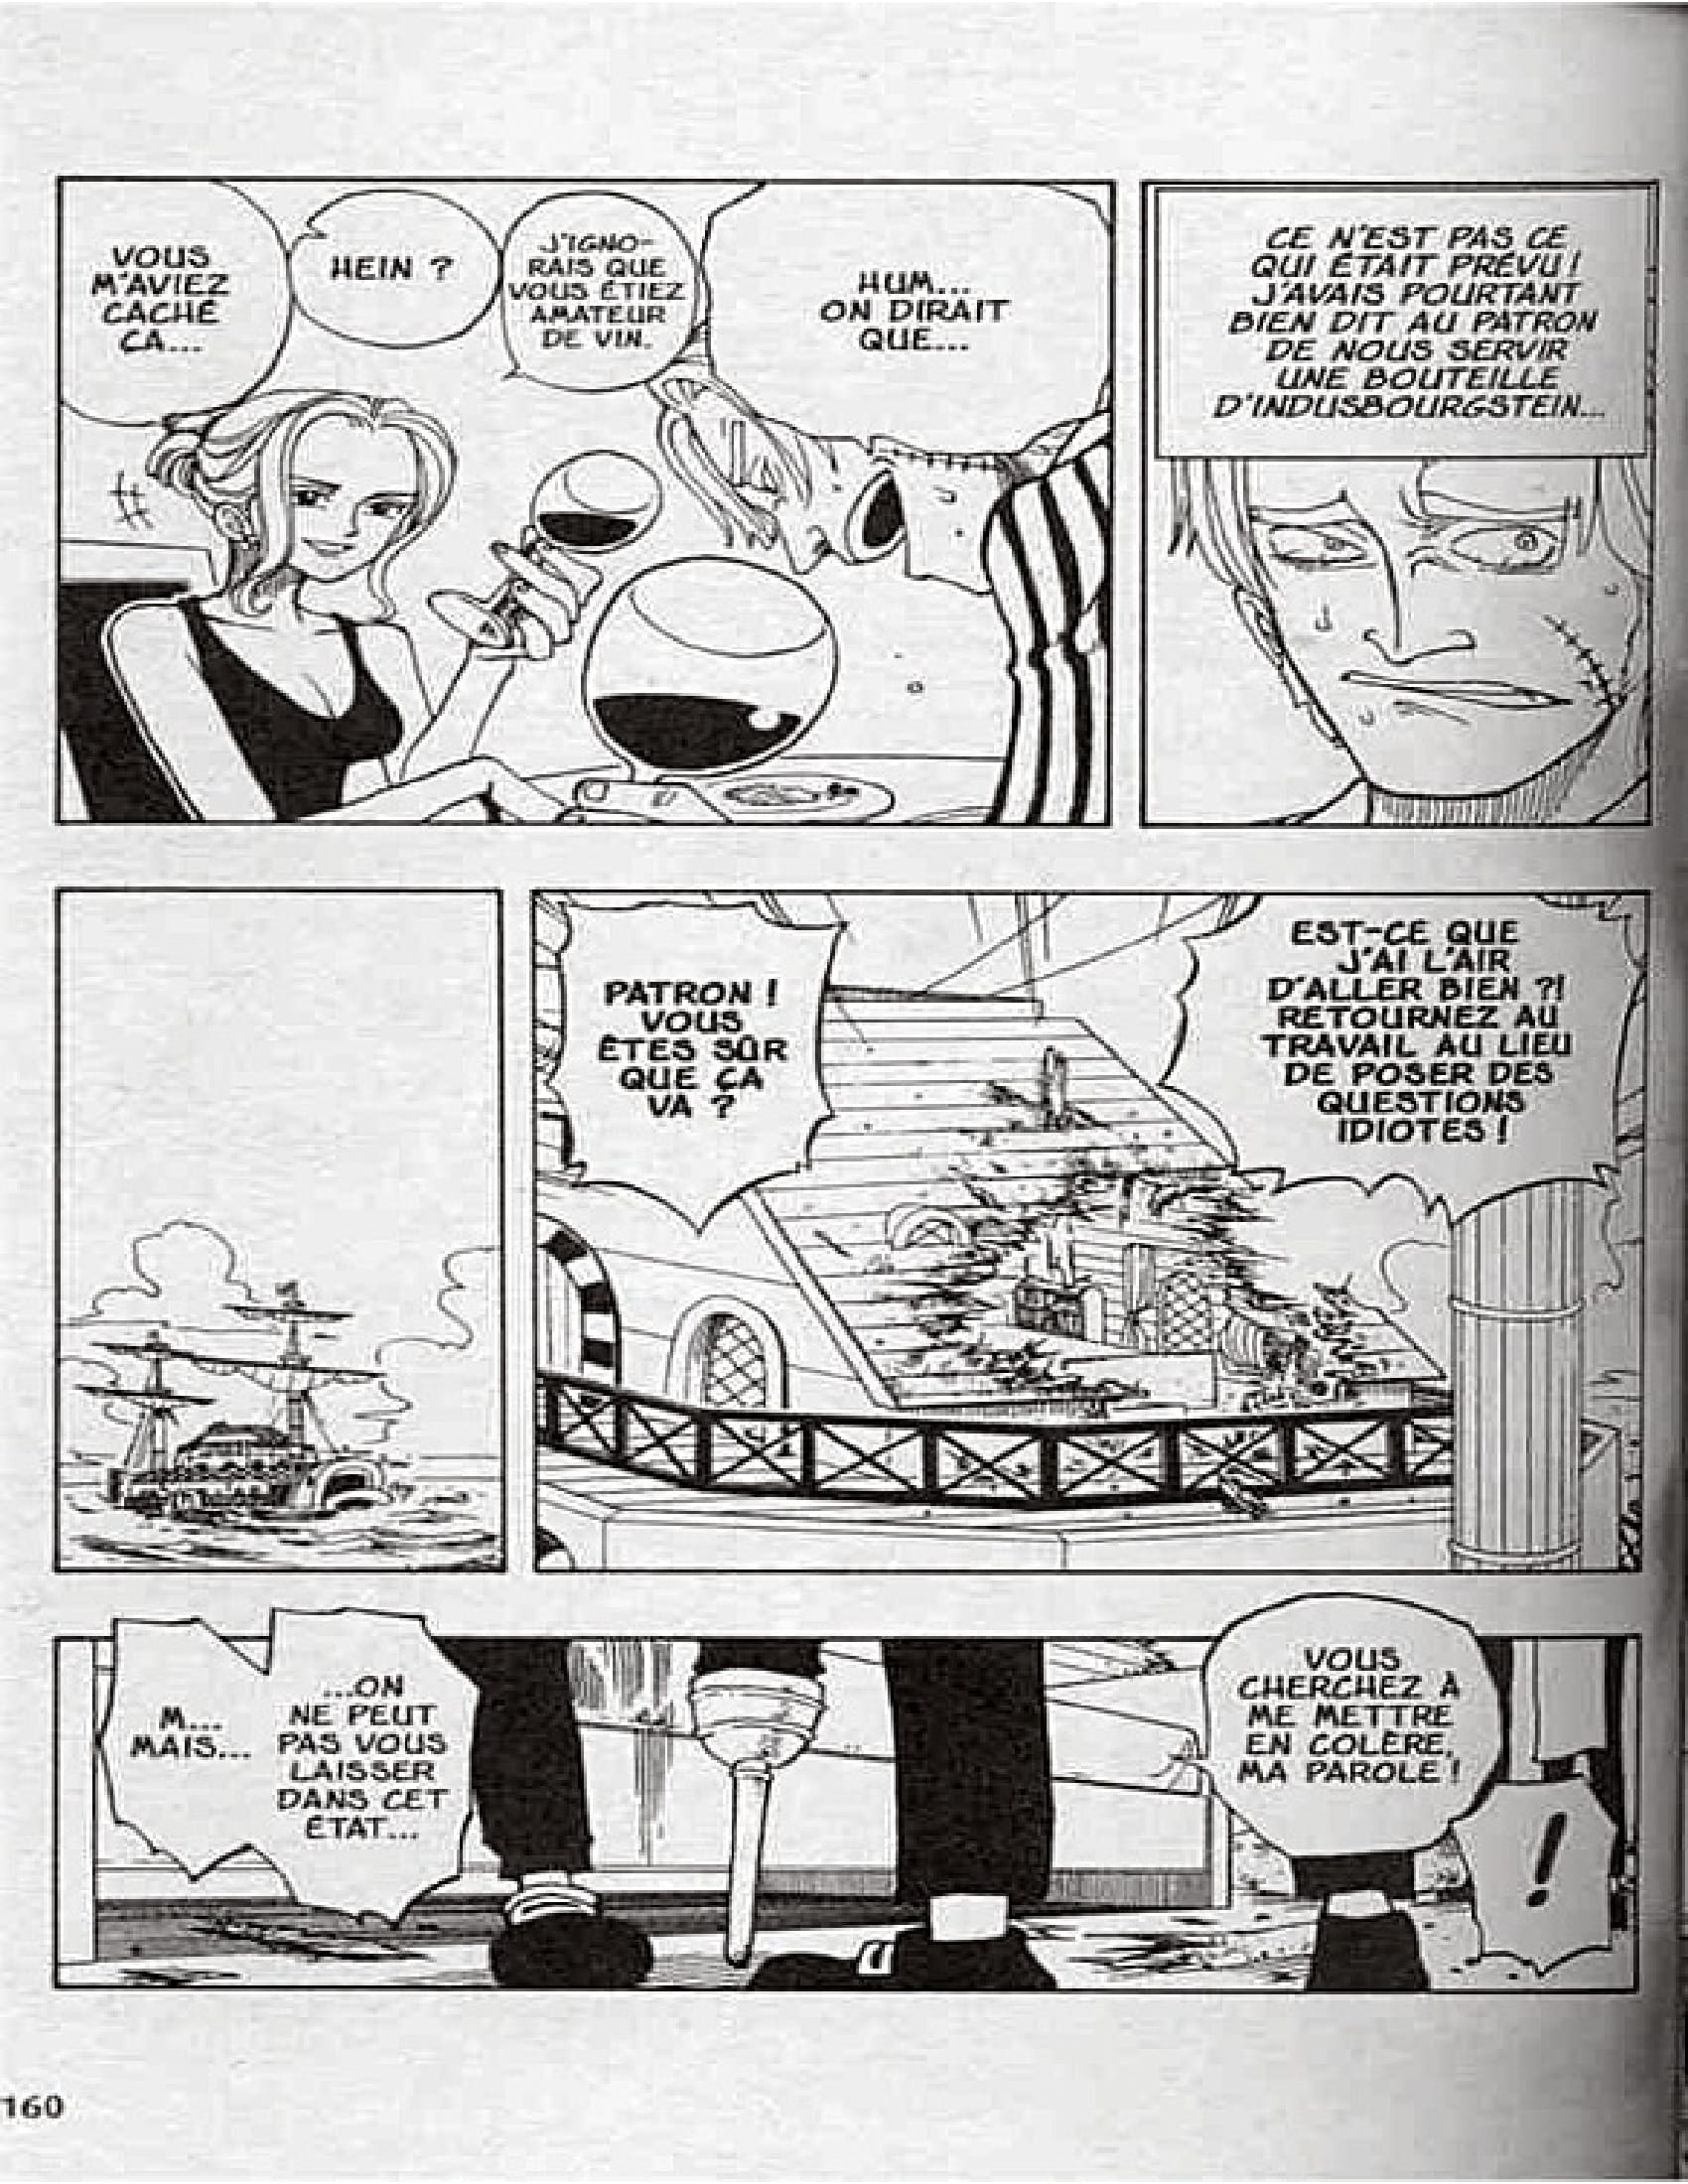 CE N'EST PAS CE
QUI ÉTAIT PRÉVU !
J'AVAIS POURTANT
BIEN DIT AU PATRON
DE NOUS SERVIR
UNE BOUTEILLE
D'INDUSBOURGSTEIN...
HUM...
ON DIRAIT
QUE...
J'IGNO-
RAIS QUE
VOUS ÉTIEZ
AMATEUR
DE VIN.
HEIN ?
VOUS
M'AVIEZ
CACHÉ
ÇA...
EST-CE QUE
J'AI L'AIR
D'ALLER BIEN ?!
RETOURNEZ AU
TRAVAIL AU LIEU
DE POSER DES
QUESTIONS
IDIOTES !
PATRON !
VOUS
ÊTES SÛR
QUE ÇA
VA ?
VOUS
CHERCHEZ À
ME METTRE
EN COLÈRE,
MA PAROLE !
!
...ON
NE PEUT
PAS VOUS
LAISSER
DANS CET
ÉTAT...
M...
MAIS...
160